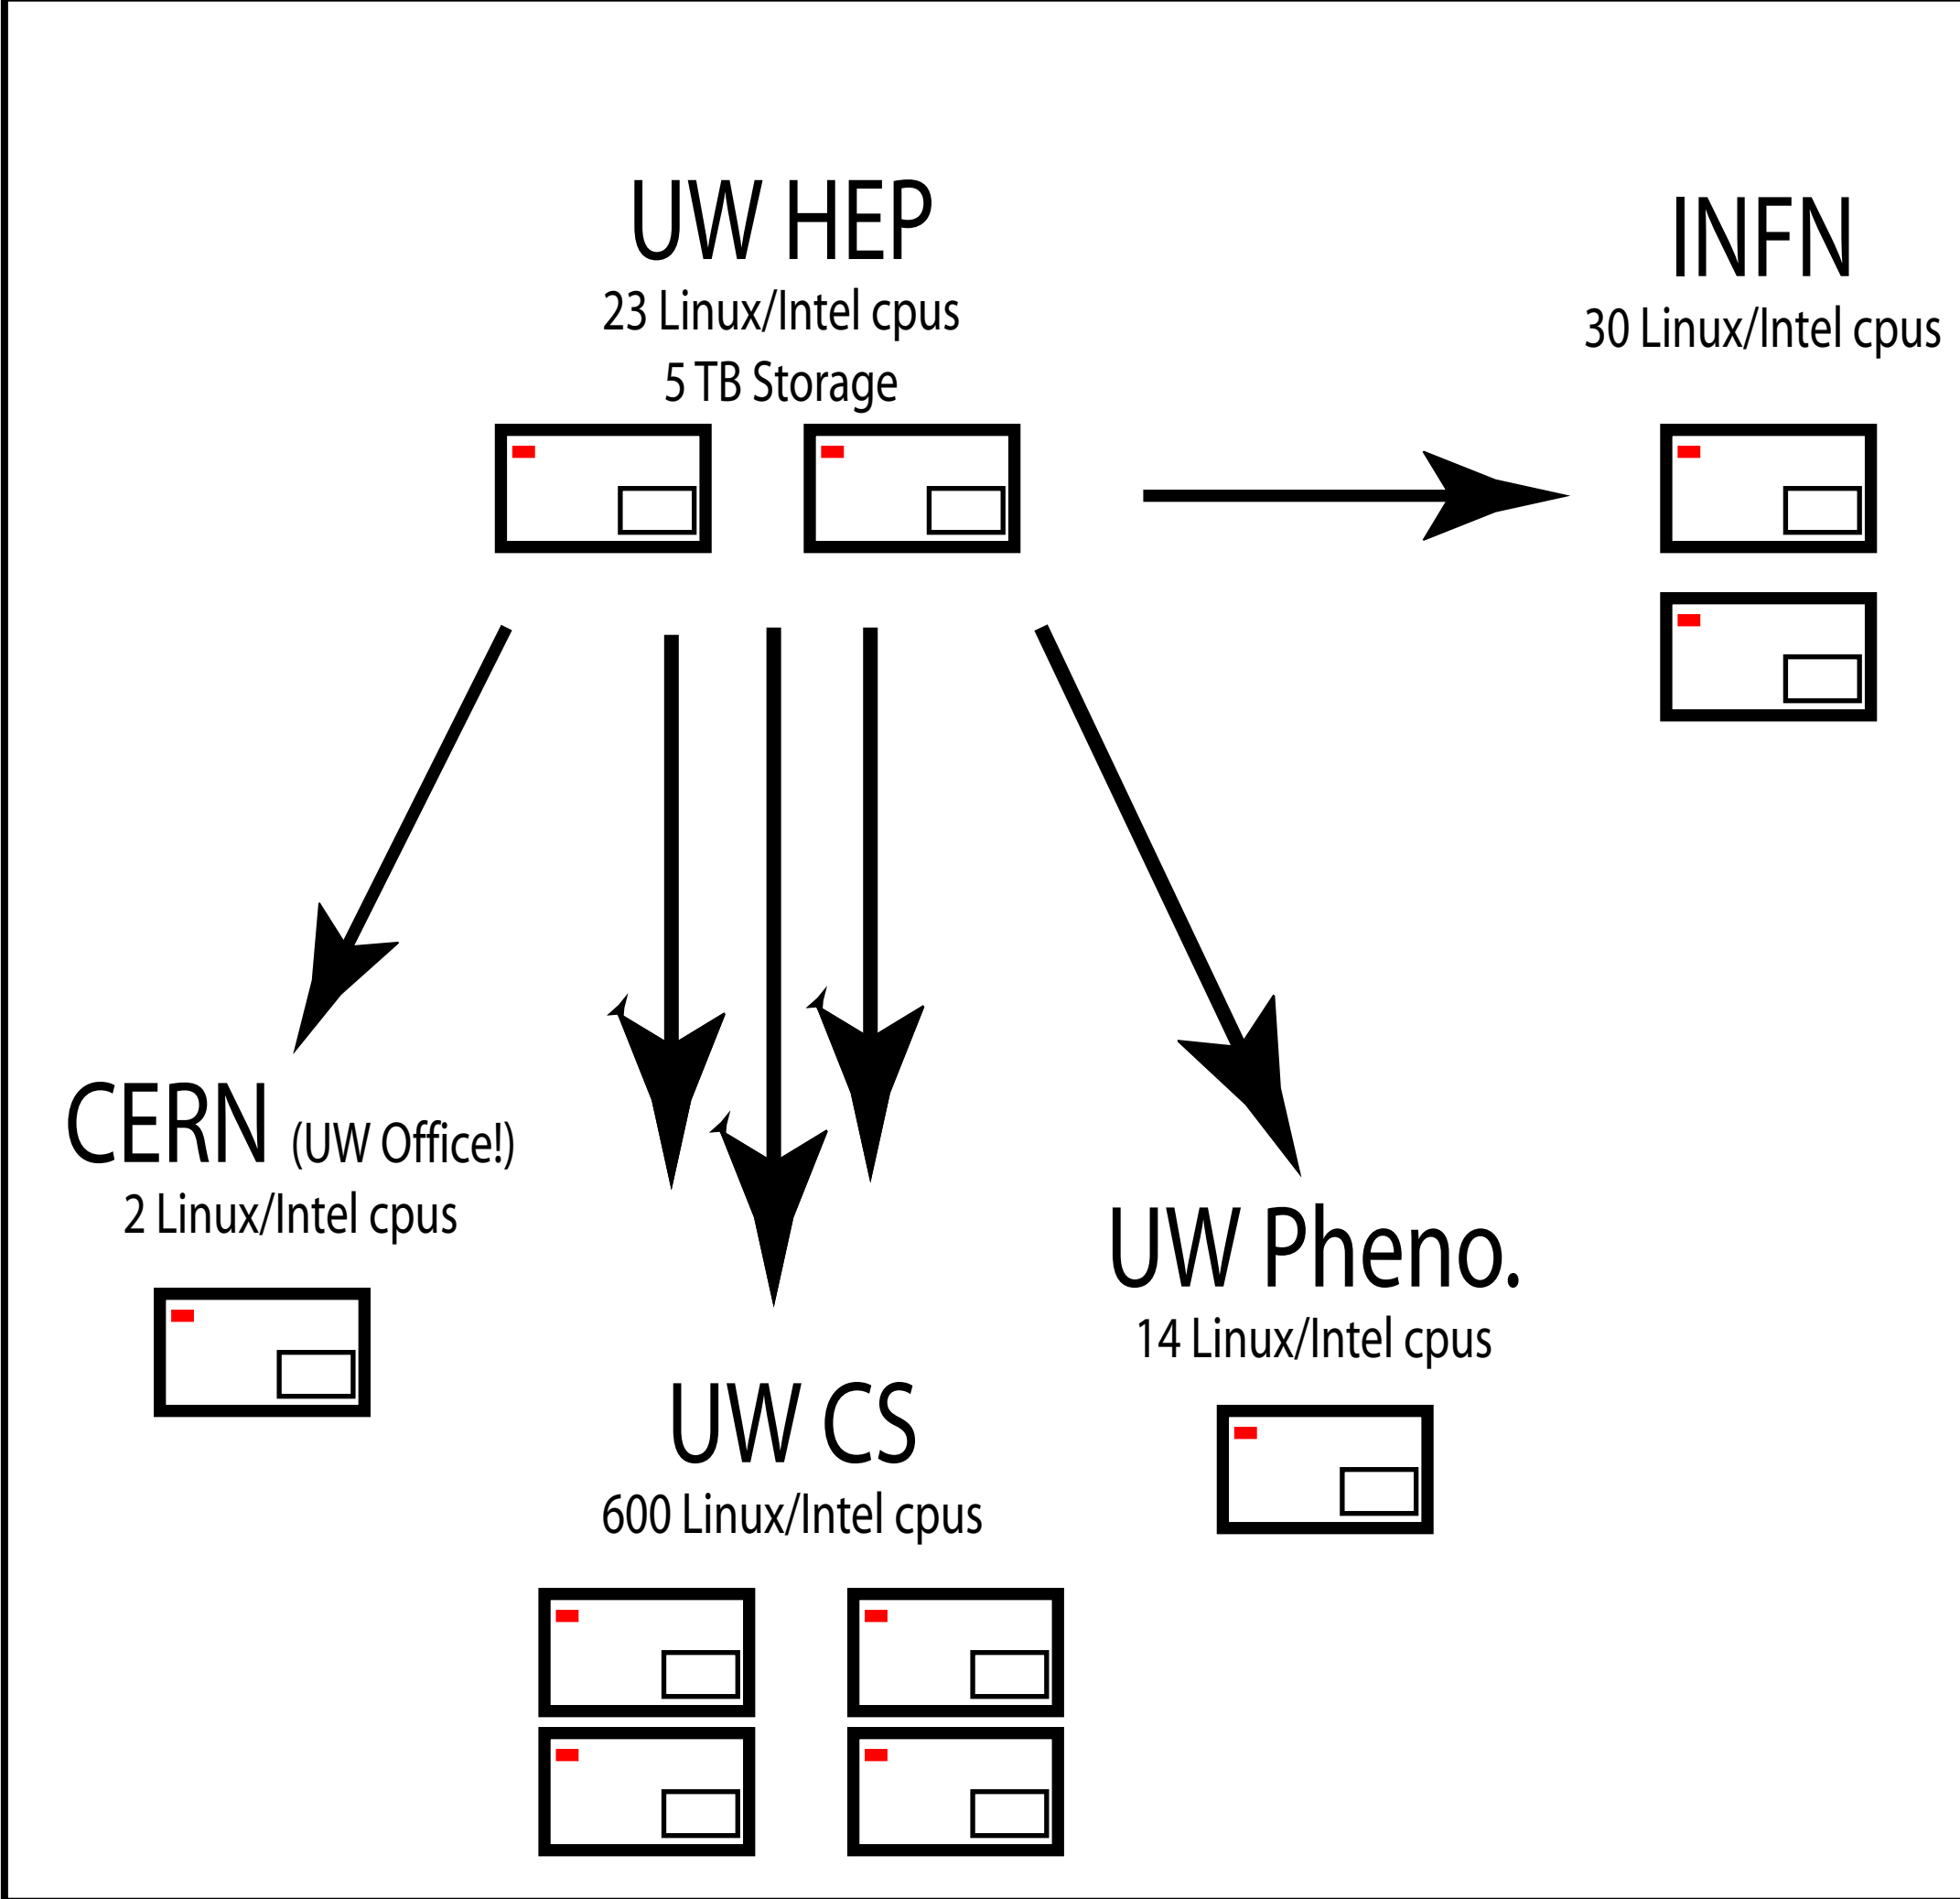 UW HEP
23 Linux/Intel cpus
5 TB Storage
INFN
30 Linux/Intel cpus
CERN (UW Office!)
2 Linux/Intel cpus
UW Pheno.
14 Linux/Intel cpus
UW CS
600 Linux/Intel cpus